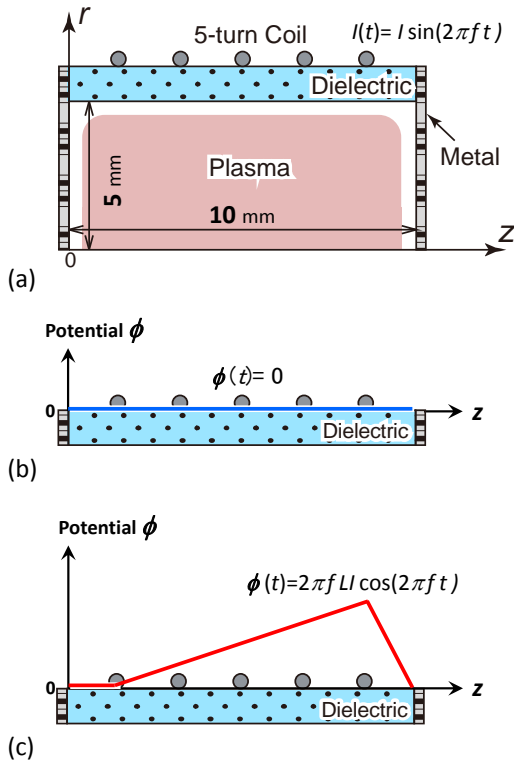 r
5-turn Coil
I(t)= I sin(2πf t)
Dielectric
Metal
Plasma
5 mm
10 mm
0
z
(a)
Potential ϕ
ϕ(t)= 0
0
z
Dielectric
(b)
Potential ϕ
ϕ(t)=2πf LI cos(2πf t)
0
z
Dielectric
(c)